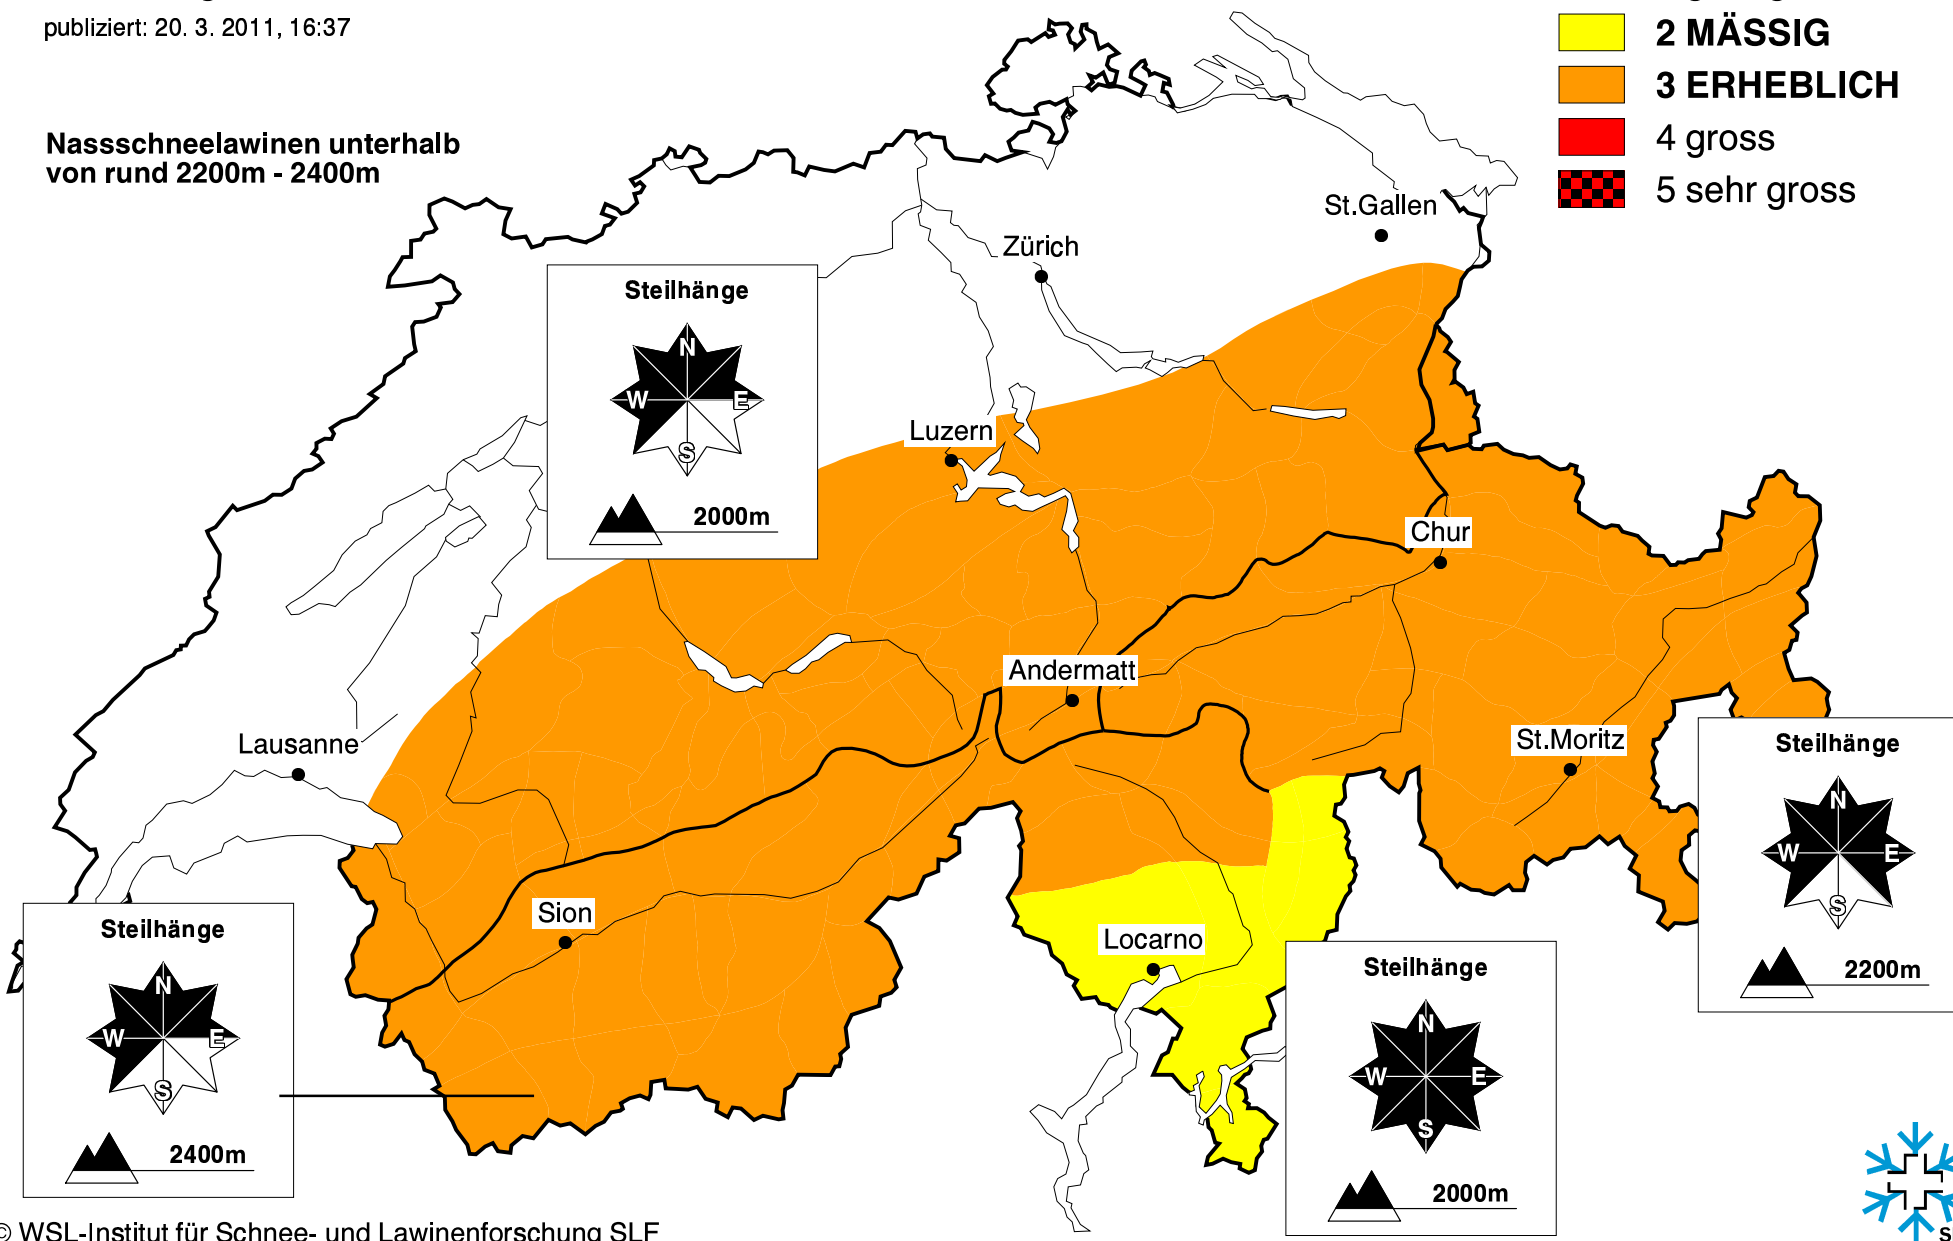 publiziert: 20. 3. 2011, 16:37
2 MÄSSIG
3 ERHEBLICH
4 gross
5 sehr gross
Nassschneelawinen unterhalb
von rund 2200m - 2400m
St.Gallen
Zürich
Steilhänge
N
W E
S
2000m
Luzern
Chur
Andermatt
Lausanne
St.Moritz
Steilhänge
N
W E
S
2200m
Sion
Steilhänge
N
W E
S
2400m
Locarno
Steilhänge
N
W E
S
2000m
© WSL-Institut für Schnee- und Lawinenforschung SLF